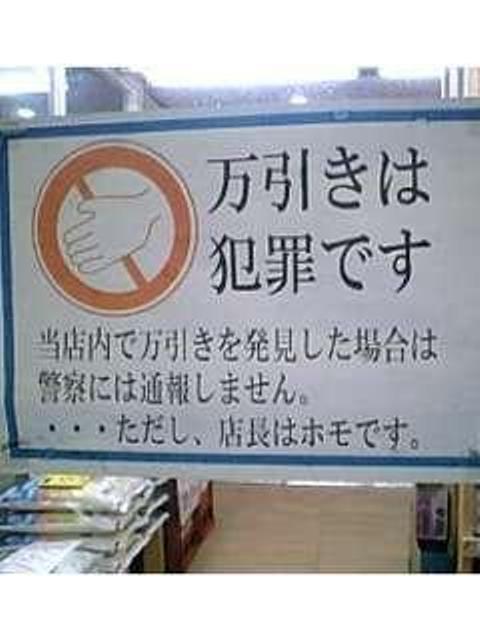 万引きは
犯罪です
当店内で万引きを発見した場合は
警察には通報しません。
・・・ただし、店長はホモです。